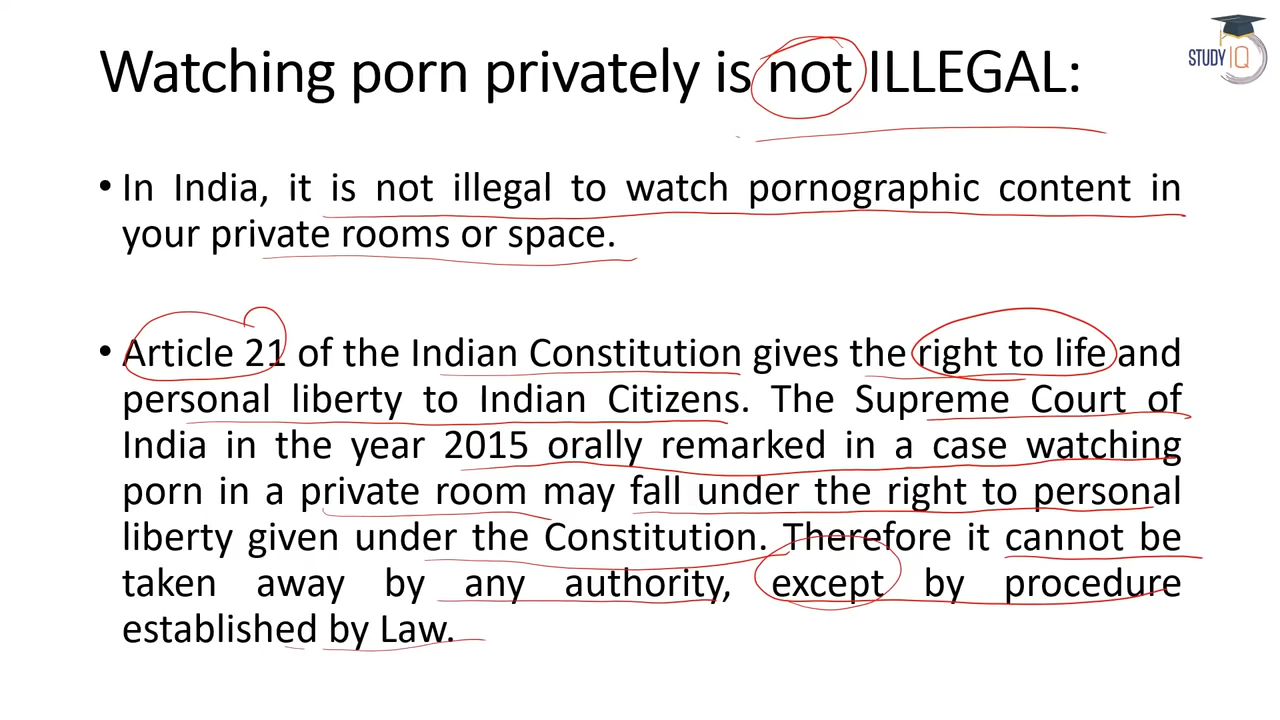 STUDY IQ
Watching porn privately is not ILLEGAL:
• In India, it is not illegal to watch pornographic content in
your private rooms or space.
• Article 21 of the Indian Constitution gives the right to life and
personal liberty to Indian Citizens. The Supreme Court of
India in the year 2015 orally remarked in a case watching
porn in a private room may fall under the right to personal
liberty given under the Constitution. Therefore it cannot be
taken away by any authority, except by procedure
established by Law.